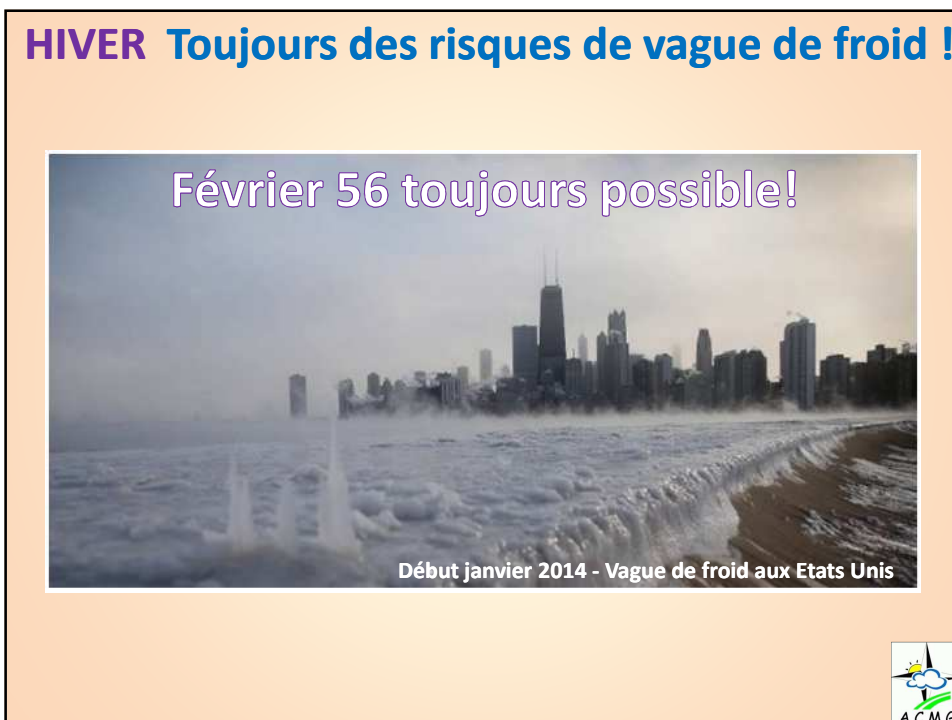 HIVER Toujours des risques de vague de froid !
Février 56 toujours possible!
Début janvier 2014 - Vague de froid aux Etats Unis